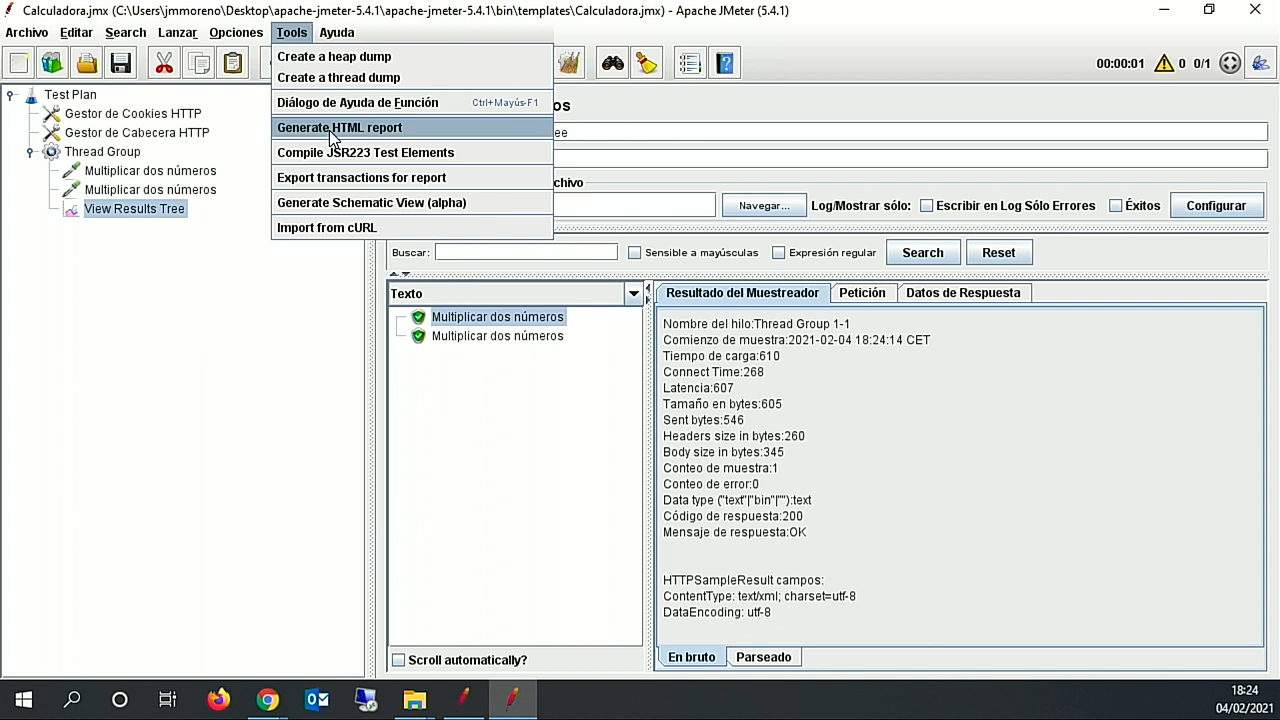 Calculadora.jmx (C:\Users\jmmoreno\Desktop\apache-jmeter-5.4.1\apache-jmeter-5.4.1\bin\templates\Calculadora.jmx) - Apache JMeter (5.4.1)
Archivo Editar Search Lanzar Opciones Tools Ayuda
00:00:01 0 0/1
Create a heap dump
Create a thread dump
Diálogo de Ayuda de Función Ctrl+Mayús-F1
Generate HTML report
Compile JSR223 Test Elements
Export transactions for report
Generate Schematic View (alpha)
Import from cURL
Test Plan
Gestor de Cookies HTTP
Gestor de Cabecera HTTP
Thread Group
Multiplicar dos números
Multiplicar dos números
View Results Tree
os
ee
chivo
Navegar... Log/Mostrar sólo: Escribir en Log Sólo Errores Éxitos Configurar
Buscar: Sensible a mayúsculas Expresión regular Search Reset
Texto
Multiplicar dos números
Multiplicar dos números
Scroll automatically?
Resultado del Muestreador Petición Datos de Respuesta
Nombre del hilo:Thread Group 1-1
Comienzo de muestra:2021-02-04 18:24:14 CET
Tiempo de carga:610
Connect Time:268
Latencia:607
Tamaño en bytes:605
Sent bytes:546
Headers size in bytes:260
Body size in bytes:345
Conteo de muestra:1
Conteo de error:0
Data type ("text"|"bin"|""):text
Código de respuesta:200
Mensaje de respuesta:OK
HTTPSampleResult campos:
ContentType: text/xml; charset=utf-8
DataEncoding: utf-8
En bruto Parseado
18:24
04/02/2021